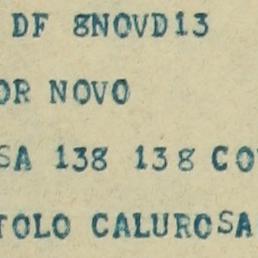 DF 8NOVD13
OR NOVO
SA 138 138 CO
TOLO CALUROSA